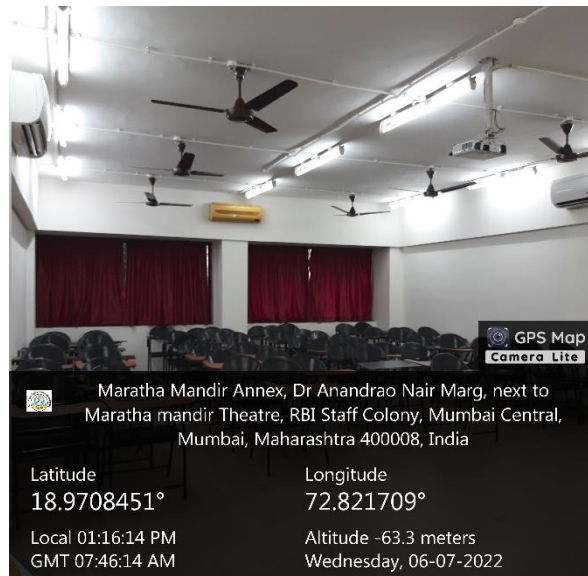 GPS Map
Camera Lite
Maratha Mandir Annex, Dr Anandrao Nair Marg, next to
Maratha mandir Theatre, RBI Staff Colony, Mumbai Central,
Mumbai, Maharashtra 400008, India
Latitude
18.9708451°
Longitude
72.821709°
Local 01:16:14 PM
GMT 07:46:14 AM
Altitude -63.3 meters
Wednesday, 06-07-2022